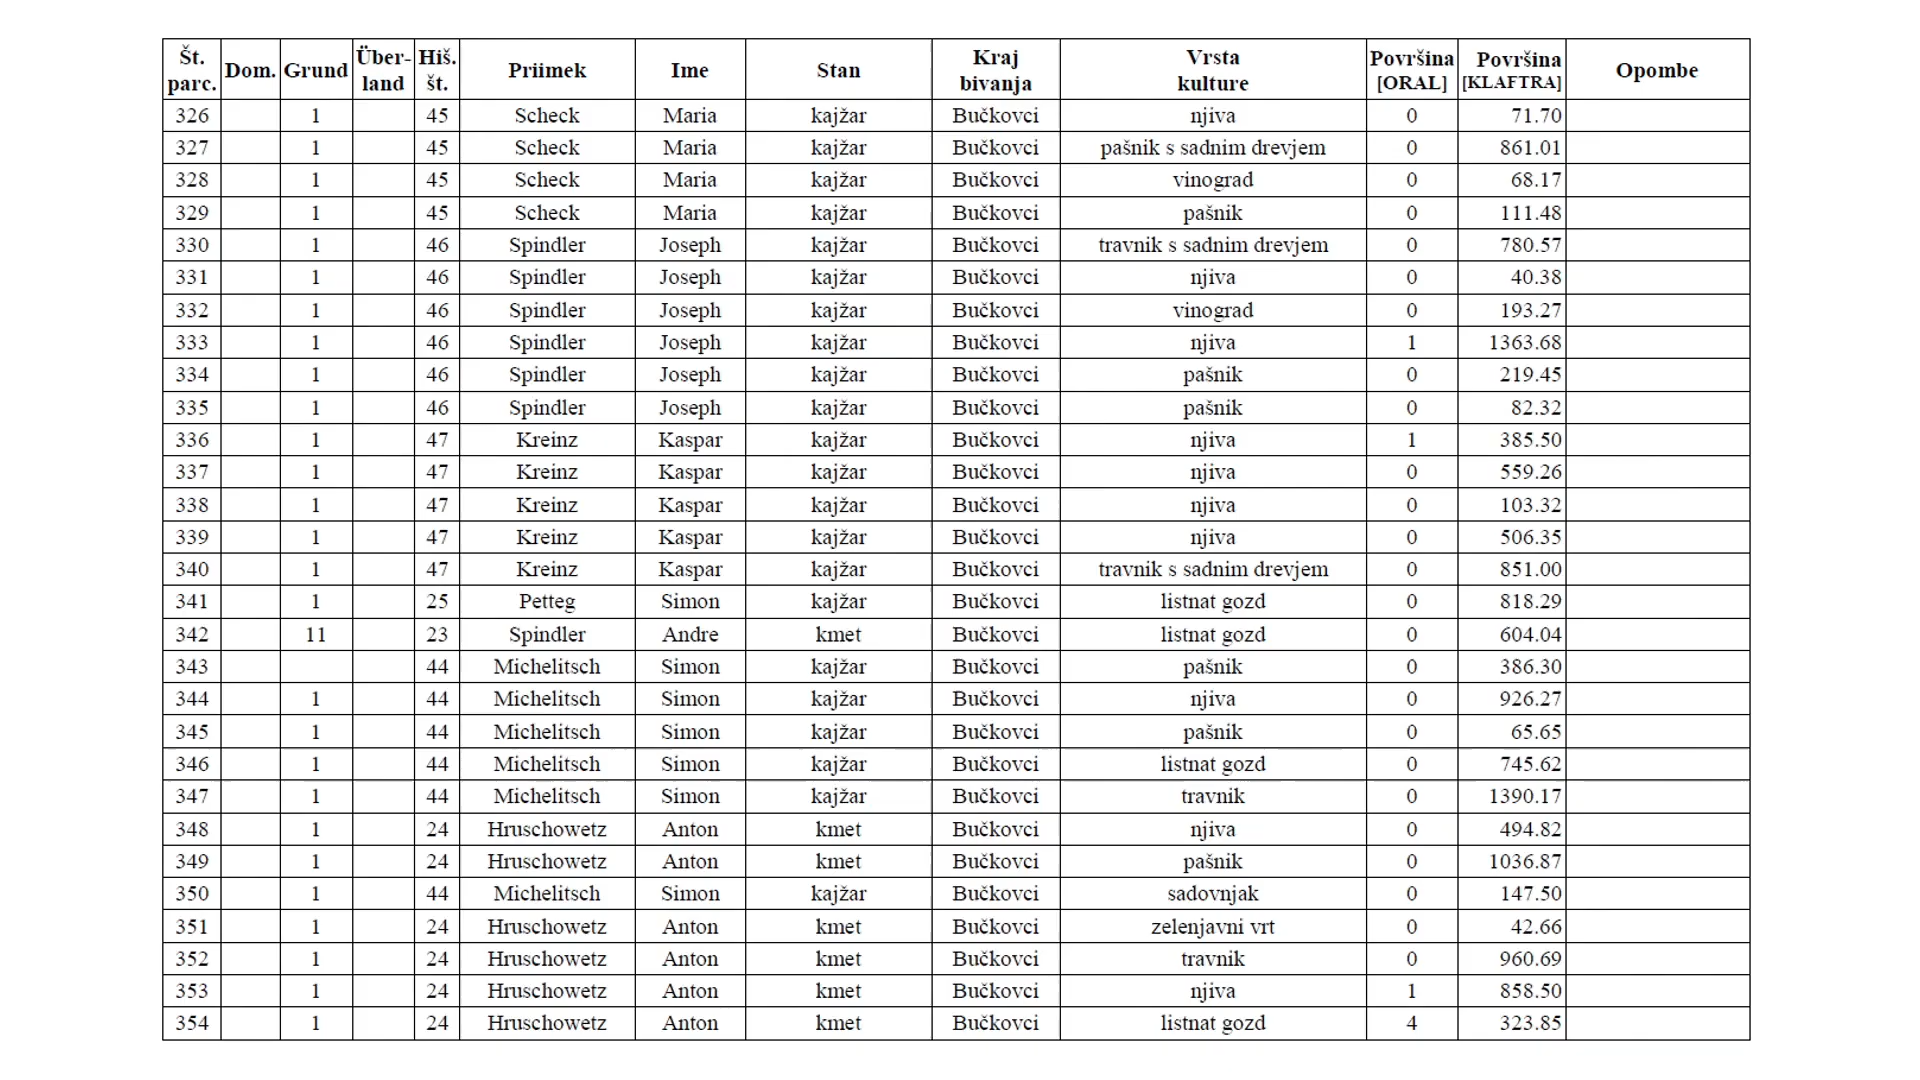 Št. parc. Dom. Grund Über- land Hiš. št. Priimek Ime Stan Kraj bivanja Vrsta kulture Površina [ORAL] Površina [KLAFTRA] Opombe
326 1 45 Scheck Maria kajžar Bučkovci njiva 0 71.70
327 1 45 Scheck Maria kajžar Bučkovci pašnik s sadnim drevjem 0 861.01
328 1 45 Scheck Maria kajžar Bučkovci vinograd 0 68.17
329 1 45 Scheck Maria kajžar Bučkovci pašnik 0 111.48
330 1 46 Spindler Joseph kajžar Bučkovci travnik s sadnim drevjem 0 780.57
331 1 46 Spindler Joseph kajžar Bučkovci njiva 0 40.38
332 1 46 Spindler Joseph kajžar Bučkovci vinograd 0 193.27
333 1 46 Spindler Joseph kajžar Bučkovci njiva 1 1363.68
334 1 46 Spindler Joseph kajžar Bučkovci pašnik 0 219.45
335 1 46 Spindler Joseph kajžar Bučkovci pašnik 0 82.32
336 1 47 Kreinz Kaspar kajžar Bučkovci njiva 1 385.50
337 1 47 Kreinz Kaspar kajžar Bučkovci njiva 0 559.26
338 1 47 Kreinz Kaspar kajžar Bučkovci njiva 0 103.32
339 1 47 Kreinz Kaspar kajžar Bučkovci njiva 0 506.35
340 1 47 Kreinz Kaspar kajžar Bučkovci travnik s sadnim drevjem 0 851.00
341 1 25 Petteg Simon kajžar Bučkovci listnat gozd 0 818.29
342 11 23 Spindler Andre kmet Bučkovci listnat gozd 0 604.04
343 44 Michelitsch Simon kajžar Bučkovci pašnik 0 386.30
344 1 44 Michelitsch Simon kajžar Bučkovci njiva 0 926.27
345 1 44 Michelitsch Simon kajžar Bučkovci pašnik 0 65.65
346 1 44 Michelitsch Simon kajžar Bučkovci listnat gozd 0 745.62
347 1 44 Michelitsch Simon kajžar Bučkovci travnik 0 1390.17
348 1 24 Hruschowetz Anton kmet Bučkovci njiva 0 494.82
349 1 24 Hruschowetz Anton kmet Bučkovci pašnik 0 1036.87
350 1 44 Michelitsch Simon kajžar Bučkovci sadovnjak 0 147.50
351 1 24 Hruschowetz Anton kmet Bučkovci zelenjavni vrt 0 42.66
352 1 24 Hruschowetz Anton kmet Bučkovci travnik 0 960.69
353 1 24 Hruschowetz Anton kmet Bučkovci njiva 1 858.50
354 1 24 Hruschowetz Anton kmet Bučkovci listnat gozd 4 323.85